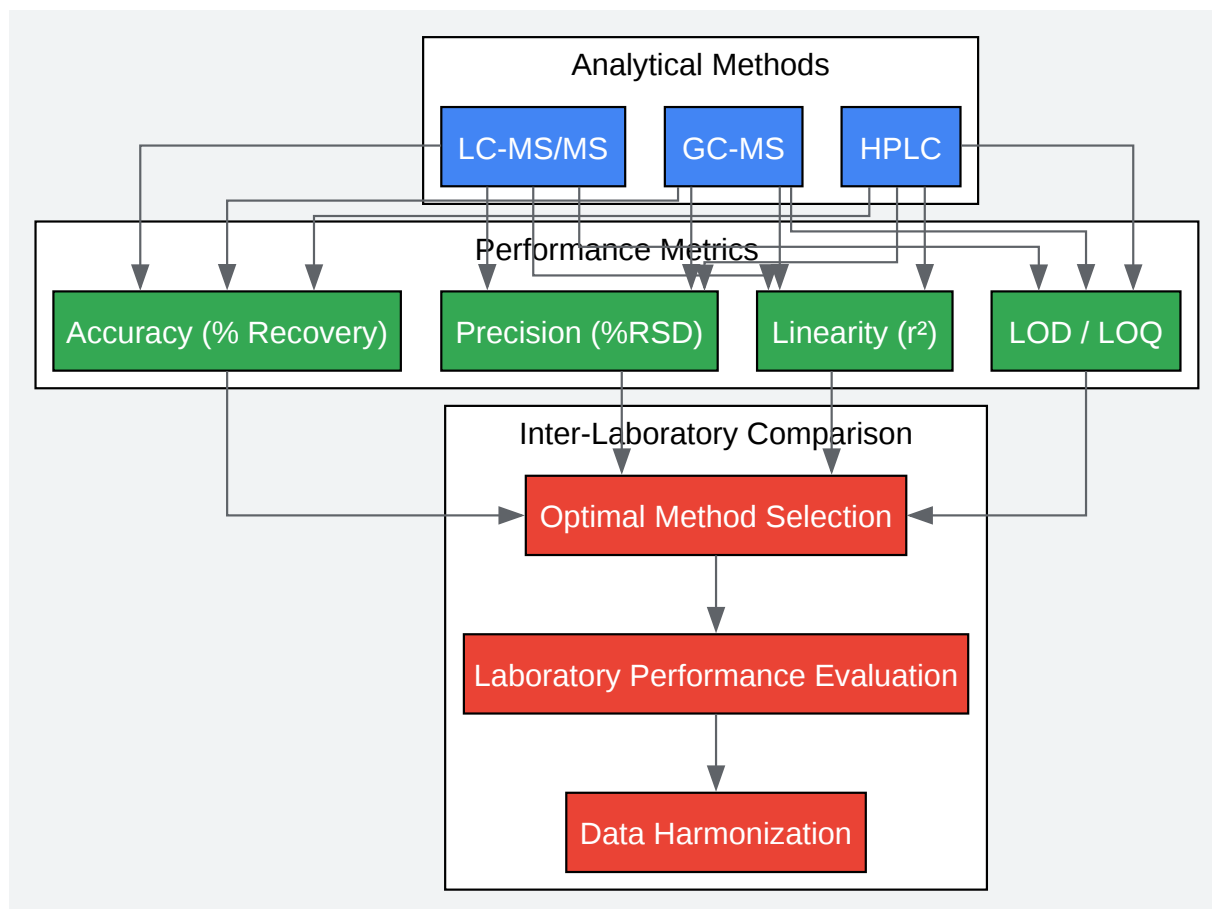 Analytical Methods
LC-MS/MS
GC-MS
HPLC
Performance Metrics
Accuracy (% Recovery)
Precision (%RSD)
Linearity (r²)
LOD / LOQ
Inter-Laboratory Comparison
Optimal Method Selection
Laboratory Performance Evaluation
Data Harmonization